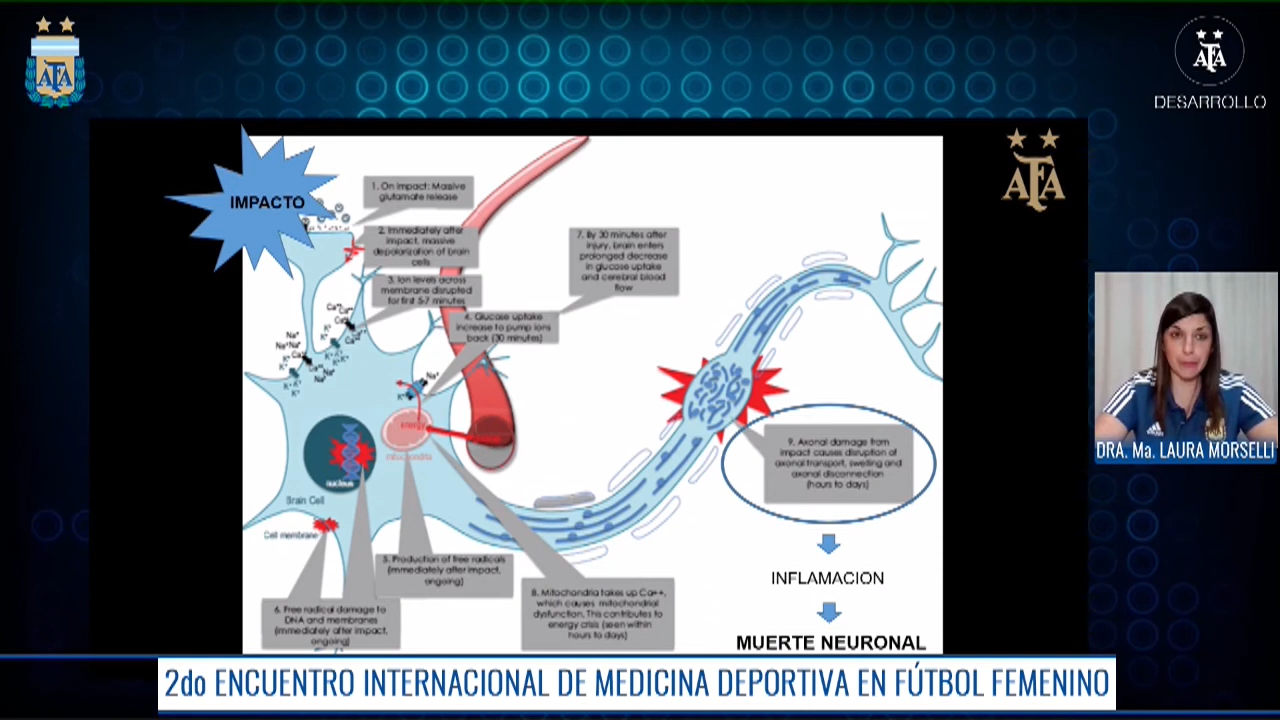 AFA
AFA
DESARROLLO
AFA
IMPACTO
1. On impact: Massive
glutamate release
2. Immediately after
impact, massive
depolarization of brain
cells
3. Ion levels across
membrane disrupted
for first 5-7 minutes
4. Glucose uptake
increase to pump ions
back (30 minutes)
7. By 30 minutes after
injury, brain enters
prolonged decrease
in glucose uptake
and cerebral blood
flow
Na+
energy
mitochondria
nucleus
Brain Cell
Cell membrane
9. Axonal damage from
impact causes disruption of
axonal transport, swelling and
axonal disconnection
(hours to days)
5. Production of free radicals
(immediately after impact,
ongoing)
6. Free radical damage to
DNA and membranes
(immediately after impact,
ongoing)
8. Mitochondria takes up Ca++,
which causes mitochondrial
dysfunction. This contributes to
energy crisis (seen within
hours to days)
INFLAMACION
MUERTE NEURONAL
DRA. Ma. LAURA MORSELLI
2do ENCUENTRO INTERNACIONAL DE MEDICINA DEPORTIVA EN FÚTBOL FEMENINO